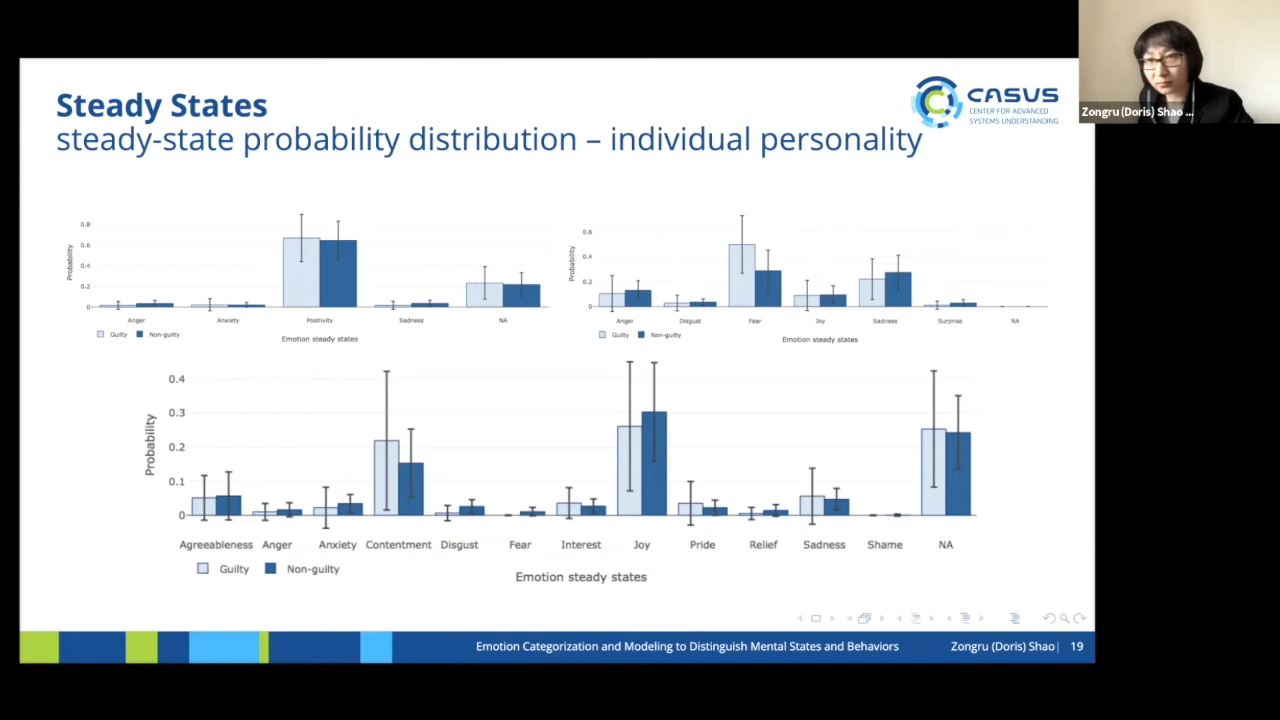 Steady States
steady-state probability distribution – individual personality
CASUS
CENTER FOR ADVANCED
SYSTEMS UNDERSTANDING
Zongru (Doris) Shao ...
0.8
0.6
0.4
0.2
0
Probability
Anger Anxiety Positivity Sadness NA
Guilty Non-guilty
Emotion steady states
0.6
0.4
0.2
0
Probability
Anger Disgust Fear Joy Sadness Surprise NA
Guilty Non-guilty
Emotion steady states
0.4
0.3
0.2
0.1
0
Probability
Agreeableness Anger Anxiety Contentment Disgust Fear Interest Joy Pride Relief Sadness Shame NA
Guilty Non-guilty
Emotion steady states
Emotion Categorization and Modeling to Distinguish Mental States and Behaviors Zongru (Doris) Shao | 19